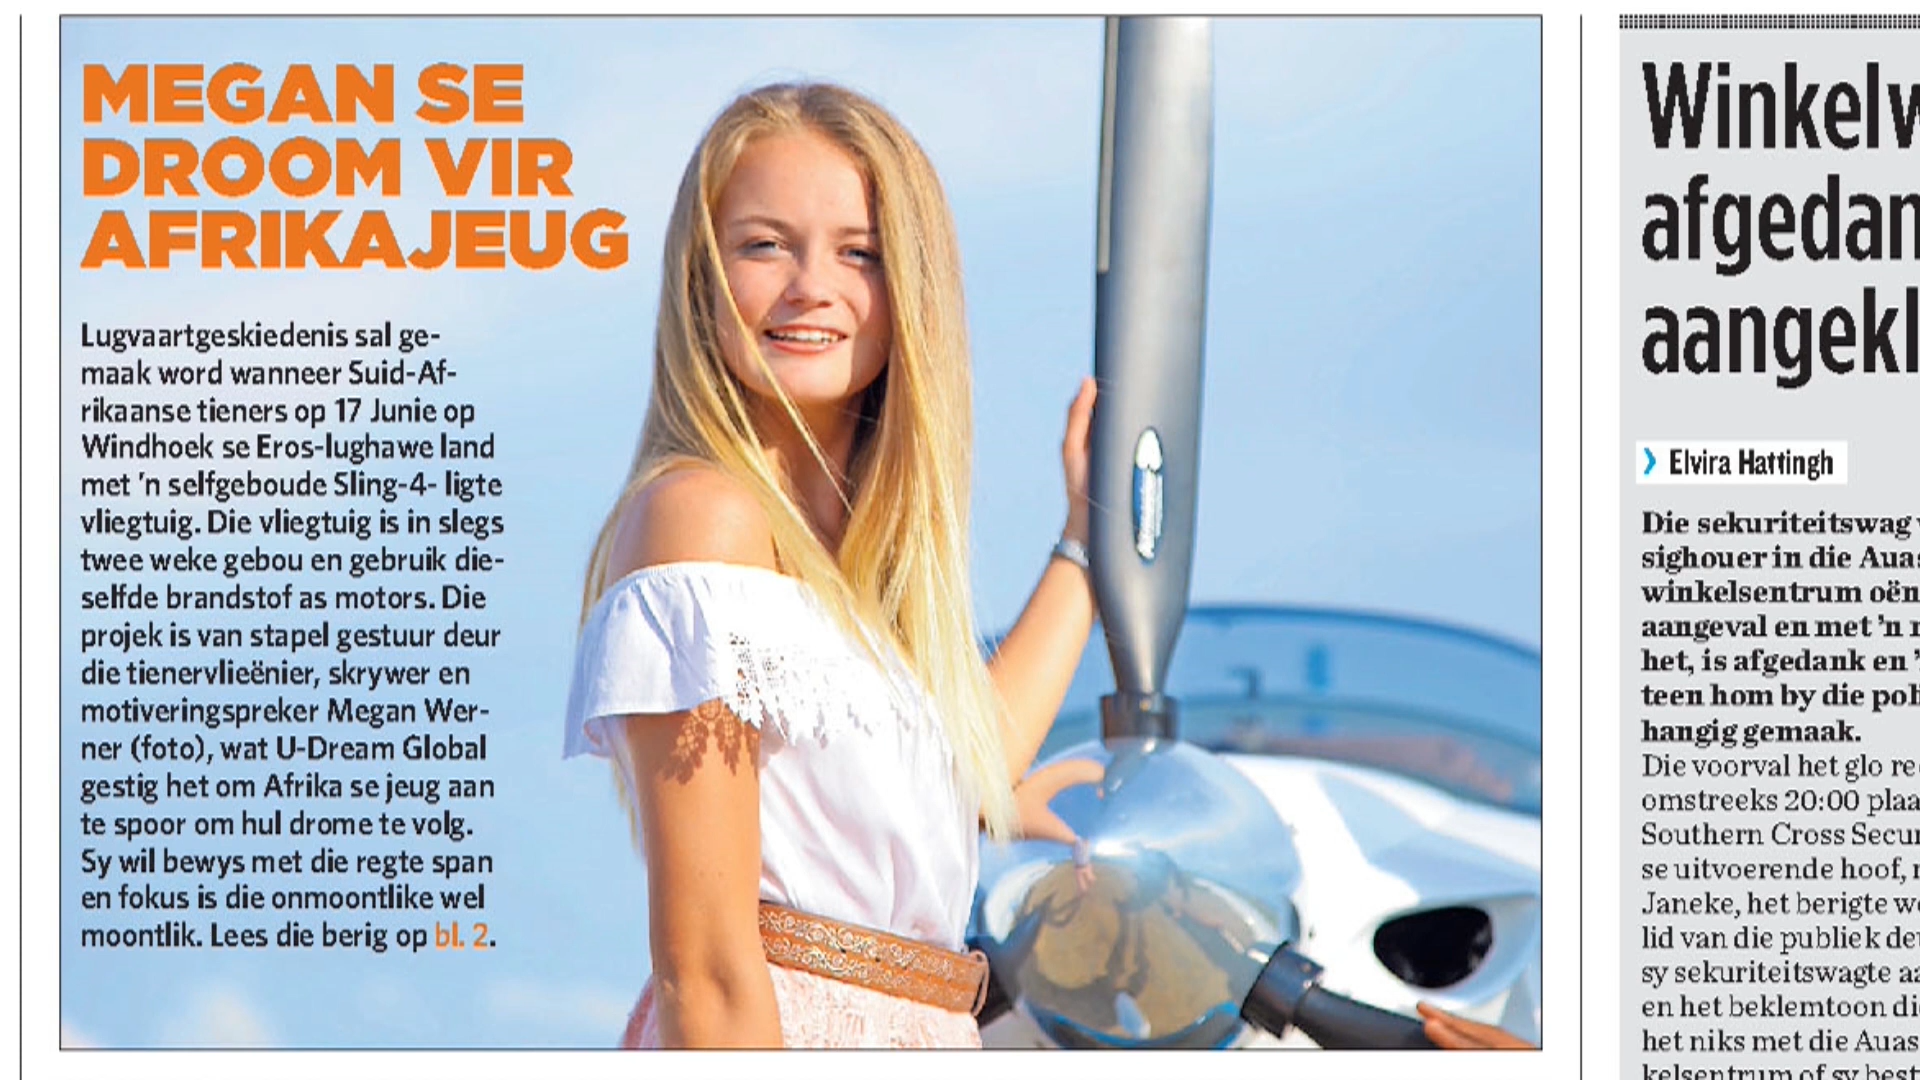 MEGAN SE
DROOM VIR
AFRIKAJEUG
Lugvaartgeskiedenis sal ge-
maak word wanneer Suid-Af-
rikaanse tieners op 17 Junie op
Windhoek se Eros-lughawe land
met 'n selfgeboude Sling-4- ligte
vliegtuig. Die vliegtuig is in slegs
twee weke gebou en gebruik die-
selfde brandstof as motors. Die
projek is van stapel gestuur deur
die tienervlieënier, skrywer en
motiveringspreker Megan Wer-
ner (foto), wat U-Dream Global
gestig het om Afrika se jeug aan
te spoor om hul drome te volg.
Sy wil bewys met die regte span
en fokus is die onmoontlike wel
moontlik. Lees die berig op bl. 2.
Winkelw
afgedan
aangekl
Elvira Hattingh
Die sekuriteitswag
sighouer in die Auas
winkelsentrum oën
aangeval en met 'n
het, is afgedank en '
teen hom by die pol
hangig gemaak.
Die voorval het glo re
omstreeks 20:00 plaa
Southern Cross Secur
se uitvoerende hoof,
Janeke, het berigte w
lid van die publiek deu
sy sekuriteitswagte aa
en het beklemtoon di
het niks met die Auas
kelsentrum of sy best